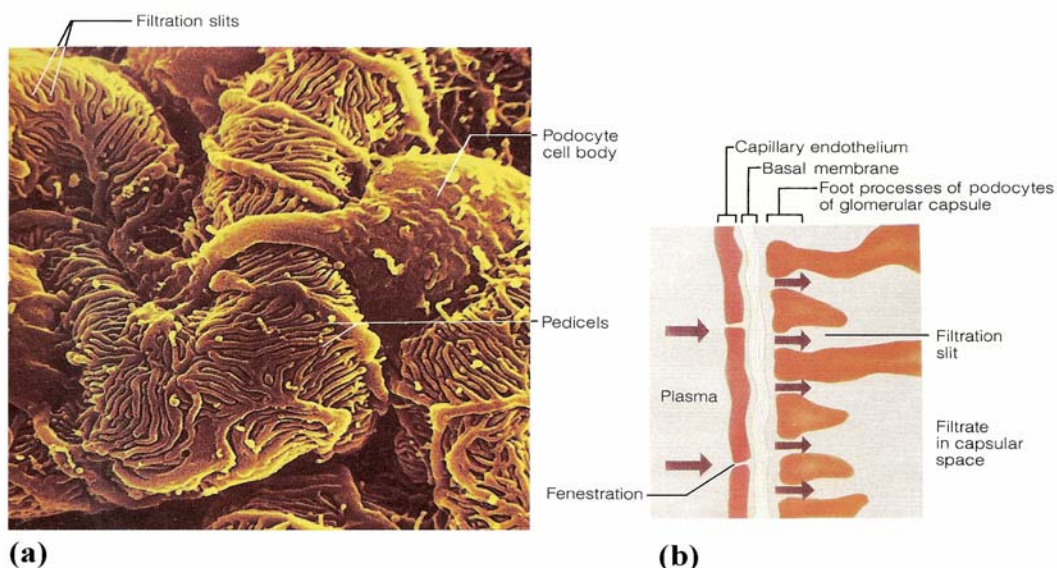 Filtration slits
Podocyte
cell body
Pedicels
(a)
Capillary endothelium
Basal membrane
Foot processes of podocytes
of glomerular capsule
Filtration
slit
Plasma
Filtrate
in capsular
space
Fenestration
(b)